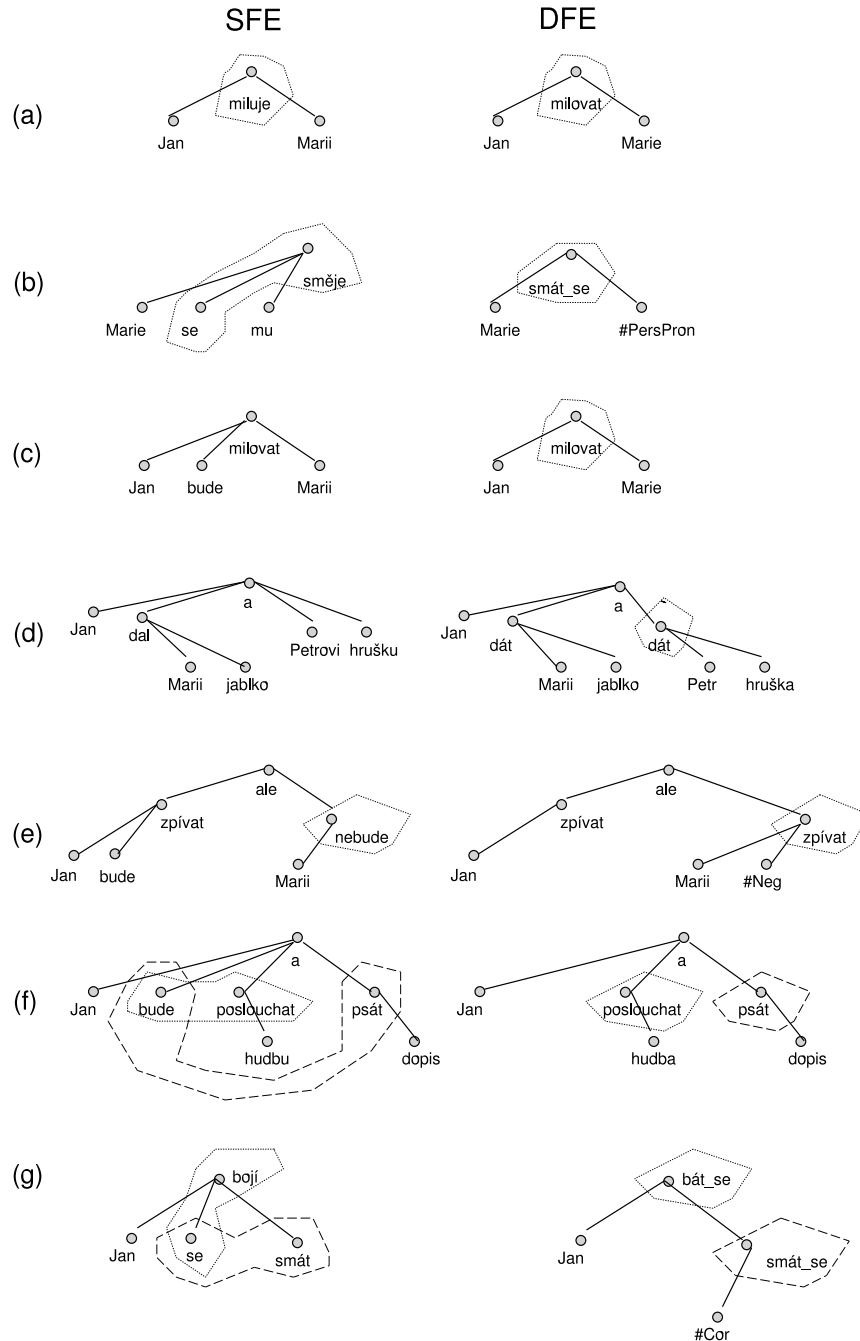 SFE DFE
(a) miluje milovat
Jan Marii Jan Marie
(b) směje smát_se
Marie se mu Marie #PersPron
(c) milovat milovat
Jan bude Marii Jan Marie
(d) a a
Jan dal Petrovi hrušku Jan dát dát
Marii jablko Marii jablko Petr hruška
(e) ale ale
zpívat nebude zpívat zpívat
Jan bude Marii Jan Marii #Neg
(f) a a
Jan bude poslouchat psát Jan poslouchat psát
hudbu dopis hudba dopis
(g) bojí bát_se
Jan se smát Jan smát_se
#Cor